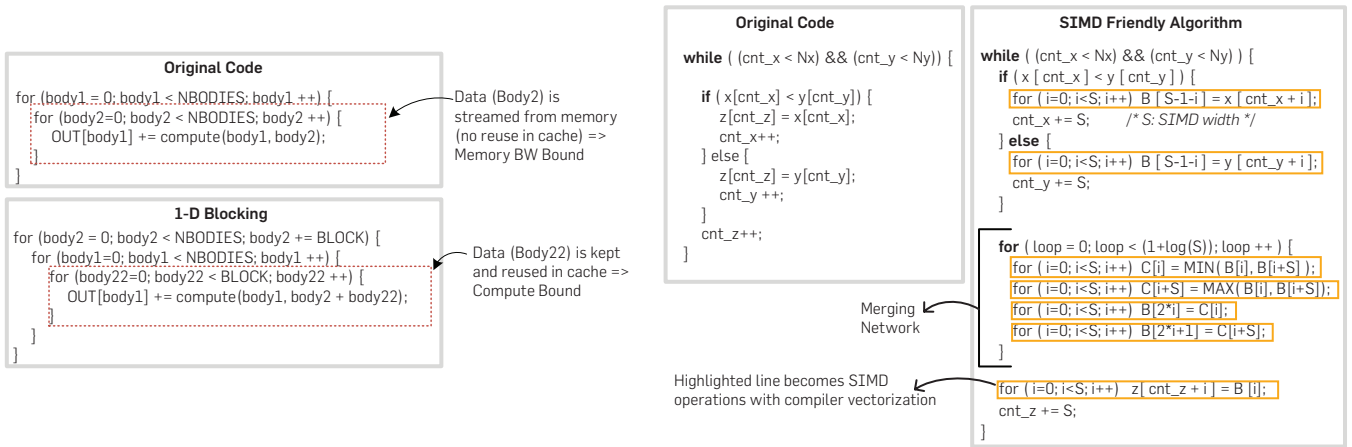 Original Code
for (body1 = 0; body1 < NBODIES; body1 ++) [
for (body2=0; body2 < NBODIES; body2 ++) [
OUT[body1] += compute(body1, body2);
]
]
Data (Body2) is
streamed from memory
(no reuse in cache) =>
Memory BW Bound
1-D Blocking
for (body2 = 0; body2 < NBODIES; body2 += BLOCK) [
for (body1=0; body1 < NBODIES; body1 ++) [
for (body22=0; body22 < BLOCK; body22 ++) [
OUT[body1] += compute(body1, body2 + body22);
]
]
]
Data (Body22) is kept
and reused in cache =>
Compute Bound
Original Code
while ( (cnt_x < Nx) && (cnt_y < Ny)) [
if ( x[cnt_x] < y[cnt_y]) [
z[cnt_z] = x[cnt_x];
cnt_x++;
] else [
z[cnt_z] = y[cnt_y];
cnt_y ++;
]
cnt_z++;
]
SIMD Friendly Algorithm
while ( (cnt_x < Nx) && (cnt_y < Ny) ) [
if ( x [ cnt_x ] < y [ cnt_y ] ) [
for ( i=0; i<S; i++) B [ S-1-i ] = x [ cnt_x + i ];
cnt_x += S; /* S: SIMD width */
] else [
for ( i=0; i<S; i++) B [ S-1-i ] = y [ cnt_y + i ];
cnt_y += S;
]
for ( loop = 0; loop < (1+log(S)); loop ++ ) [
for ( i=0; i<S; i++) C[i] = MIN( B[i], B[i+S] );
for ( i=0; i<S; i++) C[i+S] = MAX( B[i], B[i+S]);
for ( i=0; i<S; i++) B[2*i] = C[i];
for ( i=0; i<S; i++) B[2*i+1] = C[i+S];
]
for ( i=0; i<S; i++) z[ cnt_z + i ] = B [i];
cnt_z += S;
]
Merging
Network
Highlighted line becomes SIMD
operations with compiler vectorization